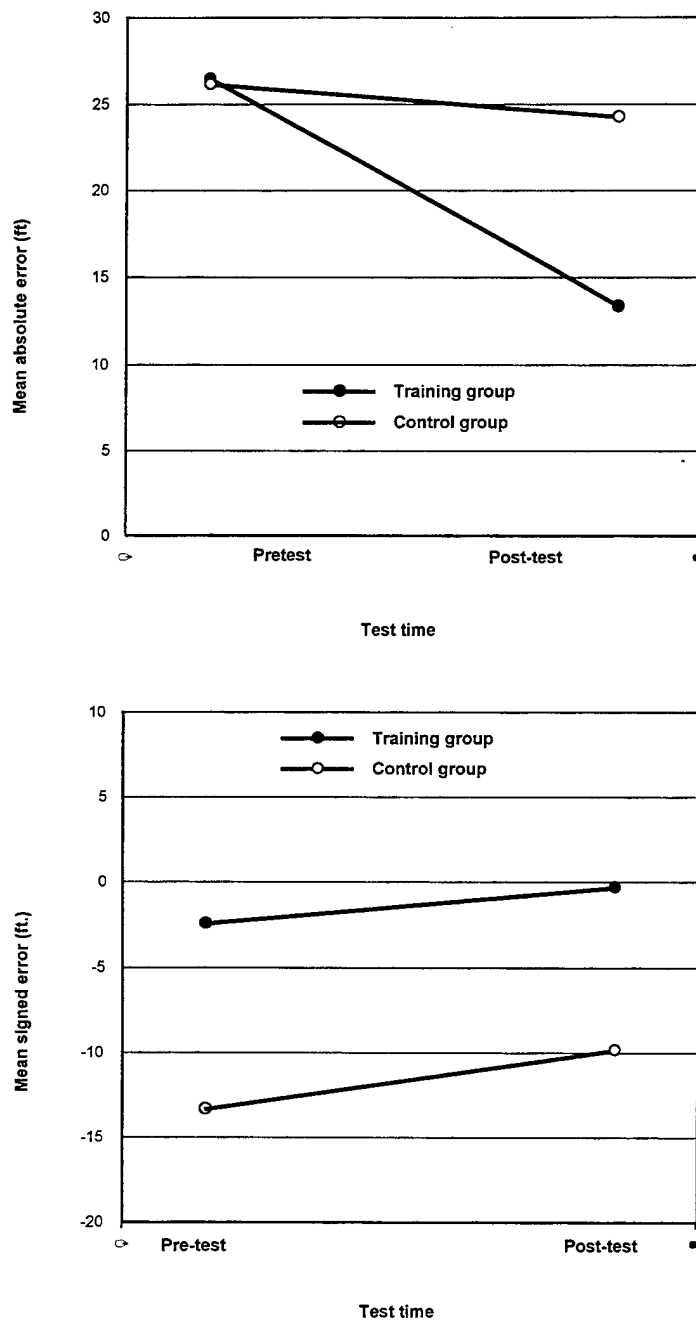 30
25
20
15
10
5
0
Mean absolute error (ft)
Training group
Control group
Pretest Post-test
Test time
10
5
0
-5
-10
-15
-20
Mean signed error (ft.)
Training group
Control group
Pre-test Post-test
Test time